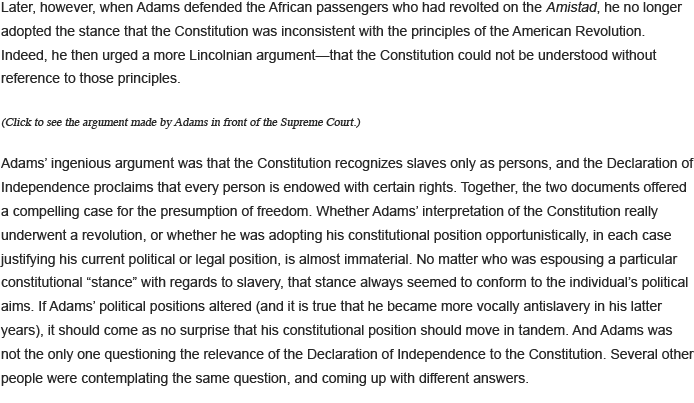 Later, however, when Adams defended the African passengers who had revolted on the Amistad, he no longer
adopted the stance that the Constitution was inconsistent with the principles of the American Revolution.
Indeed, he then urged a more Lincolnian argument—that the Constitution could not be understood without
reference to those principles.
(Click to see the argument made by Adams in front of the Supreme Court.)
Adams’ ingenious argument was that the Constitution recognizes slaves only as persons, and the Declaration of
Independence proclaims that every person is endowed with certain rights. Together, the two documents offered
a compelling case for the presumption of freedom. Whether Adams’ interpretation of the Constitution really
underwent a revolution, or whether he was adopting his constitutional position opportunistically, in each case
justifying his current political or legal position, is almost immaterial. No matter who was espousing a particular
constitutional “stance” with regards to slavery, that stance always seemed to conform to the individual’s political
aims. If Adams’ political positions altered (and it is true that he became more vocally antislavery in his latter
years), it should come as no surprise that his constitutional position should move in tandem. And Adams was
not the only one questioning the relevance of the Declaration of Independence to the Constitution. Several other
people were contemplating the same question, and coming up with different answers.